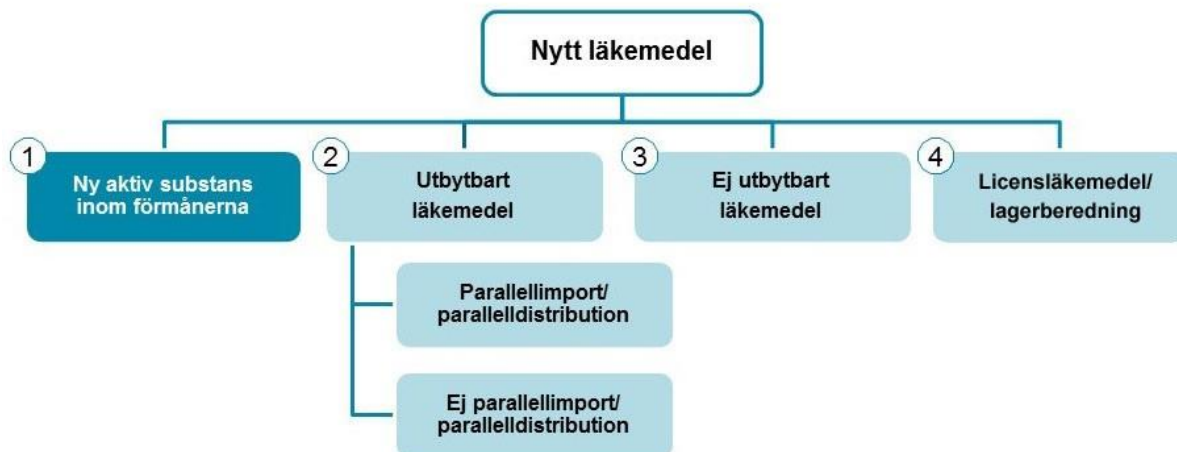 Nytt läkemedel
1
Ny aktiv substans
inom förmånerna
2
Utbytbart
läkemedel
3
Ej utbytbart
läkemedel
4
Licensläkemedel/
lagerberedning
Parallellimport/
parallelldistribution
Ej parallellimport/
parallelldistribution